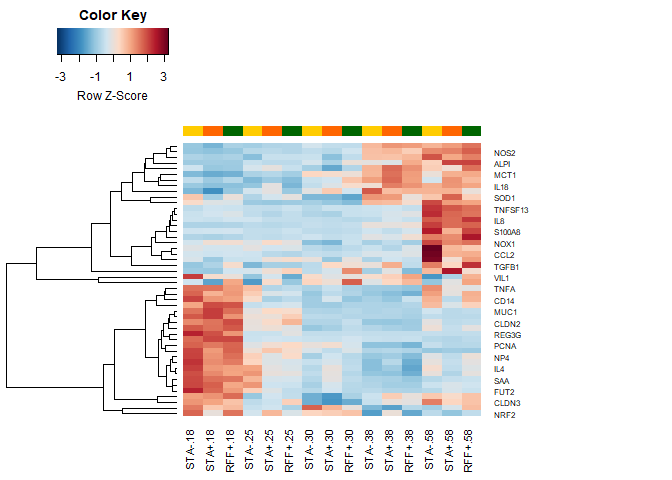 Color Key
-3 -1 1 3
Row Z-Score
NOS2
ALPI
MCT1
IL18
SOD1
TNFSF13
IL8
S100A8
NOX1
CCL2
TGFB1
VIL1
TNFA
CD14
MUC1
CLDN2
REG3G
PCNA
NP4
IL4
SAA
FUT2
CLDN3
NRF2
STA-.18
STA+.18
RFF+.18
STA-.25
STA+.25
RFF+.25
STA-.30
STA+.30
RFF+.30
STA-.38
STA+.38
RFF+.38
STA-.58
STA+.58
RFF+.58